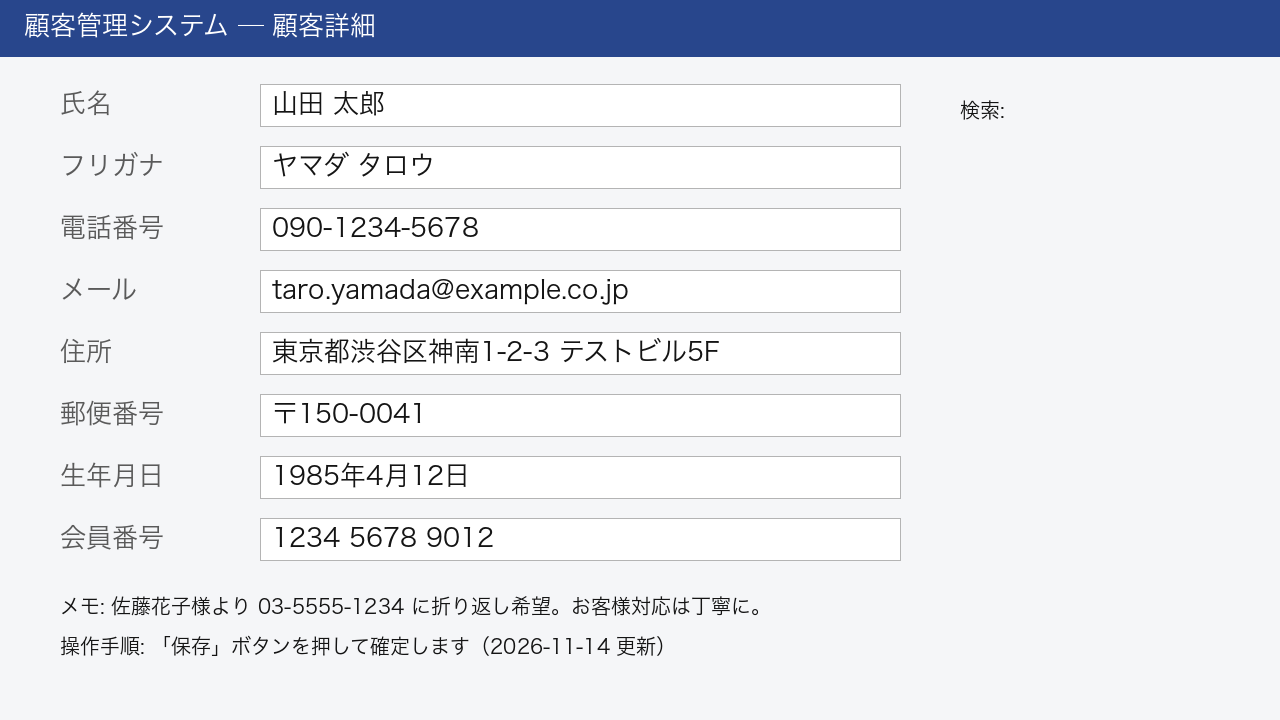 顧客管理システム — 顧客詳細
氏名 山田 太郎
検索:
フリガナ ヤマダ タロウ
電話番号 090-1234-5678
メール taro.yamada@example.co.jp
住所 東京都渋谷区神南1-2-3 テストビル5F
郵便番号 〒150-0041
生年月日 1985年4月12日
会員番号 1234 5678 9012
メモ: 佐藤花子様より 03-5555-1234 に折り返し希望。お客様対応は丁寧に。
操作手順: 「保存」ボタンを押して確定します（2026-11-14 更新）